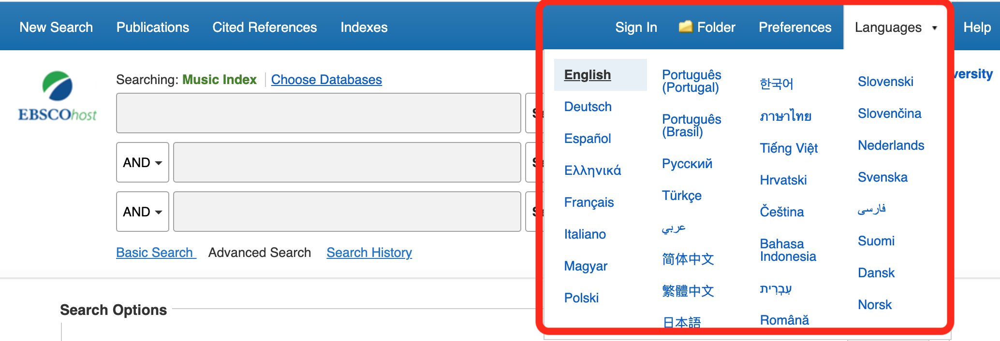 New Search Publications Cited References Indexes Sign In Folder Preferences Languages Help
EBSCOhost
Searching: Music Index Choose Databases
AND
AND
Basic Search Advanced Search Search History
Search Options
English
Deutsch
Español
Ελληνικά
Français
Italiano
Magyar
Polski
Português
(Portugal)
Português
(Brasil)
Русский
Türkçe
عربي
简体中文
繁體中文
日本語
한국어
ภาษาไทย
Tiếng Việt
Hrvatski
Čeština
Bahasa
Indonesia
עִבְרִית
Română
Slovenski
Slovenčina
Nederlands
Svenska
فارسی
Suomi
Dansk
Norsk
versity